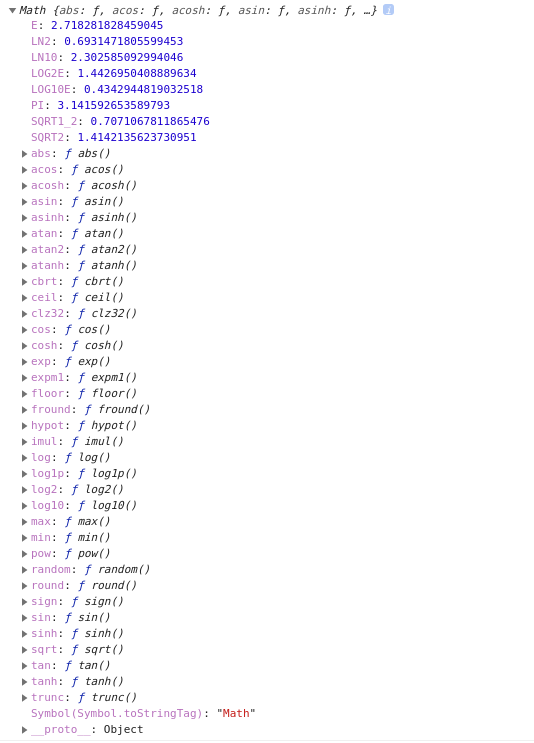 Math {abs: ƒ, acos: ƒ, acosh: ƒ, asin: ƒ, asinh: ƒ, …} i
E: 2.718281828459045
LN2: 0.6931471805599453
LN10: 2.302585092994046
LOG2E: 1.4426950408889634
LOG10E: 0.4342944819032518
PI: 3.141592653589793
SQRT1_2: 0.7071067811865476
SQRT2: 1.4142135623730951
abs: ƒ abs()
acos: ƒ acos()
acosh: ƒ acosh()
asin: ƒ asin()
asinh: ƒ asinh()
atan: ƒ atan()
atan2: ƒ atan2()
atanh: ƒ atanh()
cbrt: ƒ cbrt()
ceil: ƒ ceil()
clz32: ƒ clz32()
cos: ƒ cos()
cosh: ƒ cosh()
exp: ƒ exp()
expm1: ƒ expm1()
floor: ƒ floor()
fround: ƒ fround()
hypot: ƒ hypot()
imul: ƒ imul()
log: ƒ log()
log1p: ƒ log1p()
log2: ƒ log2()
log10: ƒ log10()
max: ƒ max()
min: ƒ min()
pow: ƒ pow()
random: ƒ random()
round: ƒ round()
sign: ƒ sign()
sin: ƒ sin()
sinh: ƒ sinh()
sqrt: ƒ sqrt()
tan: ƒ tan()
tanh: ƒ tanh()
trunc: ƒ trunc()
Symbol(Symbol.toStringTag): "Math"
__proto__: Object